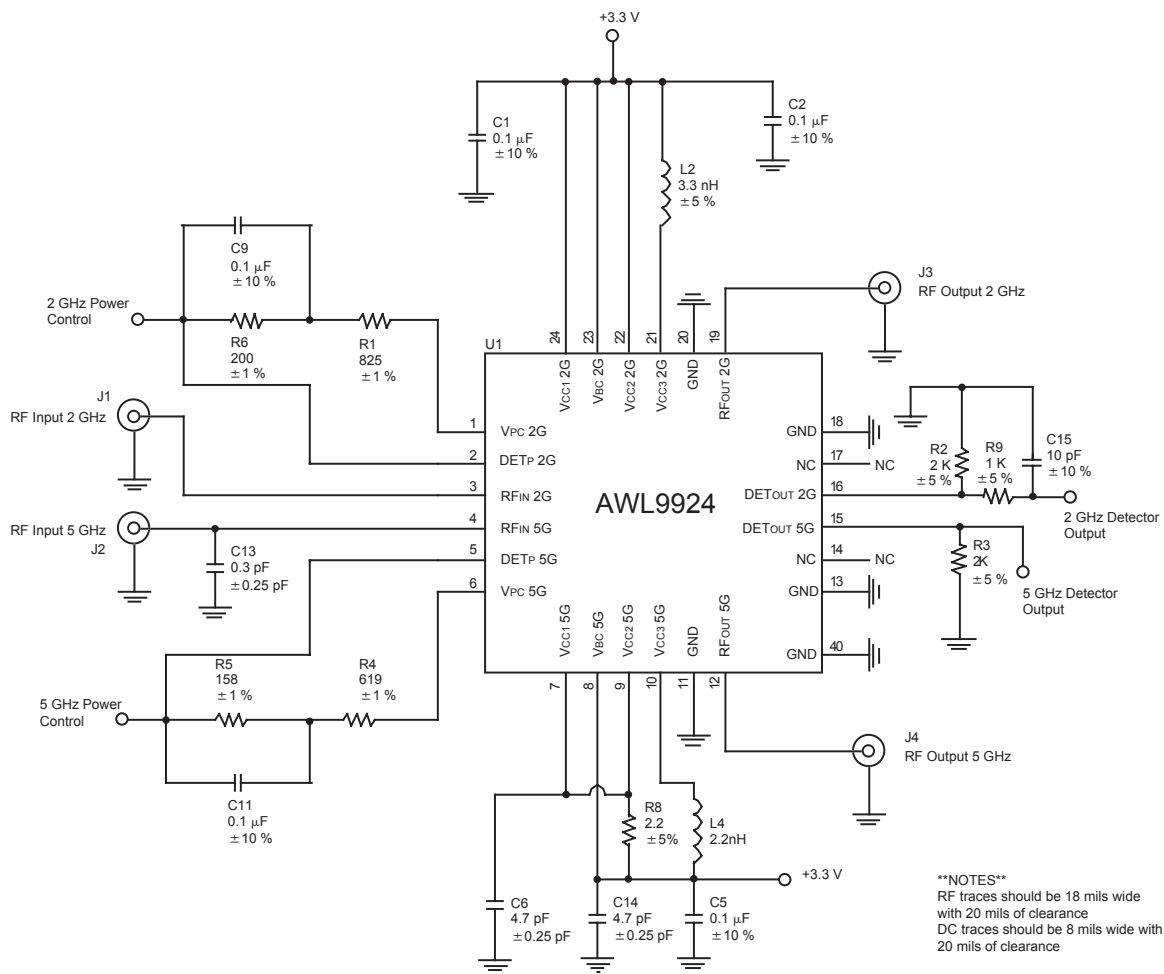 +3.3 V
C1
0.1 μF
±10 %
C2
0.1 μF
±10 %
L2
3.3 nH
±5 %
C9
0.1 μF
±10 %
2 GHz Power
Control
R6
200
±1 %
R1
825
±1 %
J3
RF Output 2 GHz
U1
24
23
22
21
20
19
VCC1 2G
VBC 2G
VCC2 2G
VCC3 2G
GND
RFOUT 2G
J1
RF Input 2 GHz
1
VPC 2G
2
DETP 2G
3
RFIN 2G
4
RFIN 5G
5
DETP 5G
6
VPC 5G
RF Input 5 GHz
J2
C13
0.3 pF
±0.25 pF
AWL9924
GND
18
NC
17
NC
DETOUT 2G
16
DETOUT 5G
15
NC
14
NC
GND
13
GND
40
R2
2 K
±5 %
R9
1 K
±5 %
C15
10 pF
±10 %
2 GHz Detector
Output
R3
2K
±5 %
5 GHz Detector
Output
VCC1 5G
VBC 5G
VCC2 5G
VCC3 5G
GND
RFOUT 5G
7
8
9
10
11
12
R5
158
±1 %
R4
619
±1 %
5 GHz Power
Control
C11
0.1 μF
±10 %
J4
RF Output 5 GHz
R8
2.2
±5%
L4
2.2nH
+3.3 V
C6
4.7 pF
±0.25 pF
C14
4.7 pF
±0.25 pF
C5
0.1 μF
±10 %
**NOTES**
RF traces should be 18 mils wide
with 20 mils of clearance
DC traces should be 8 mils wide with
20 mils of clearance